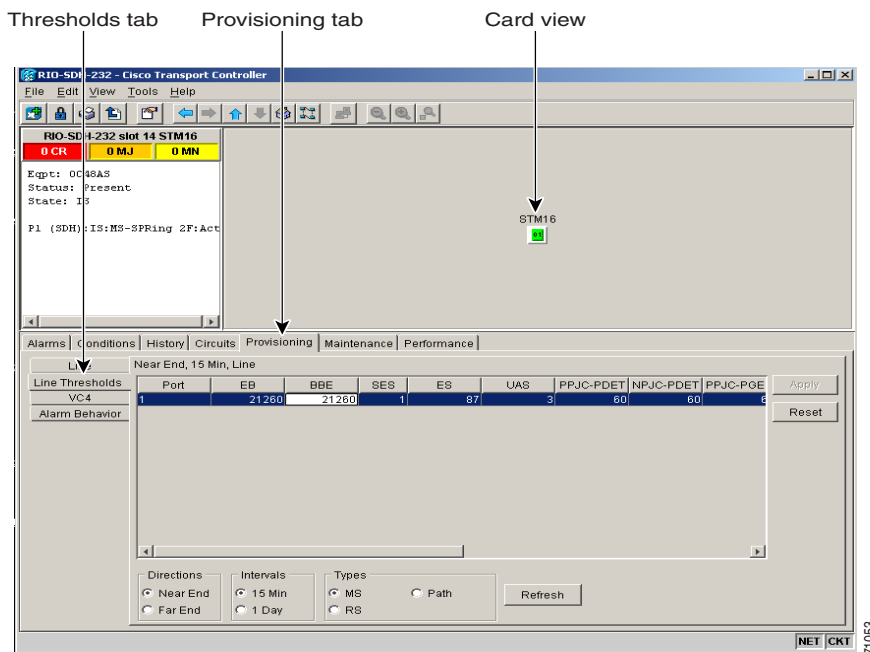 Thresholds tab Provisioning tab Card view
RIO-SDH-232 - Cisco Transport Controller
File Edit View Tools Help
RIO-SDH-232 slot 14 STM16
0 CR 0 MJ 0 MN
Eqpt: OC48AS
Status: Present
State: IS
P1 (SDH):IS:MS-SPRing 2F:Act
STM16
01
Alarms Conditions History Circuits Provisioning Maintenance Performance
Line
Line Thresholds
VC4
Alarm Behavior
Near End, 15 Min, Line
Port EB BBE SES ES UAS PPJC-PDET NPJC-PDET PPJC-PGE
1 21260 21260 1 87 3 60 60 6
Apply
Reset
Directions Intervals Types
Near End 15 Min MS Path
Far End 1 Day RS
Refresh
NET CKT
71053